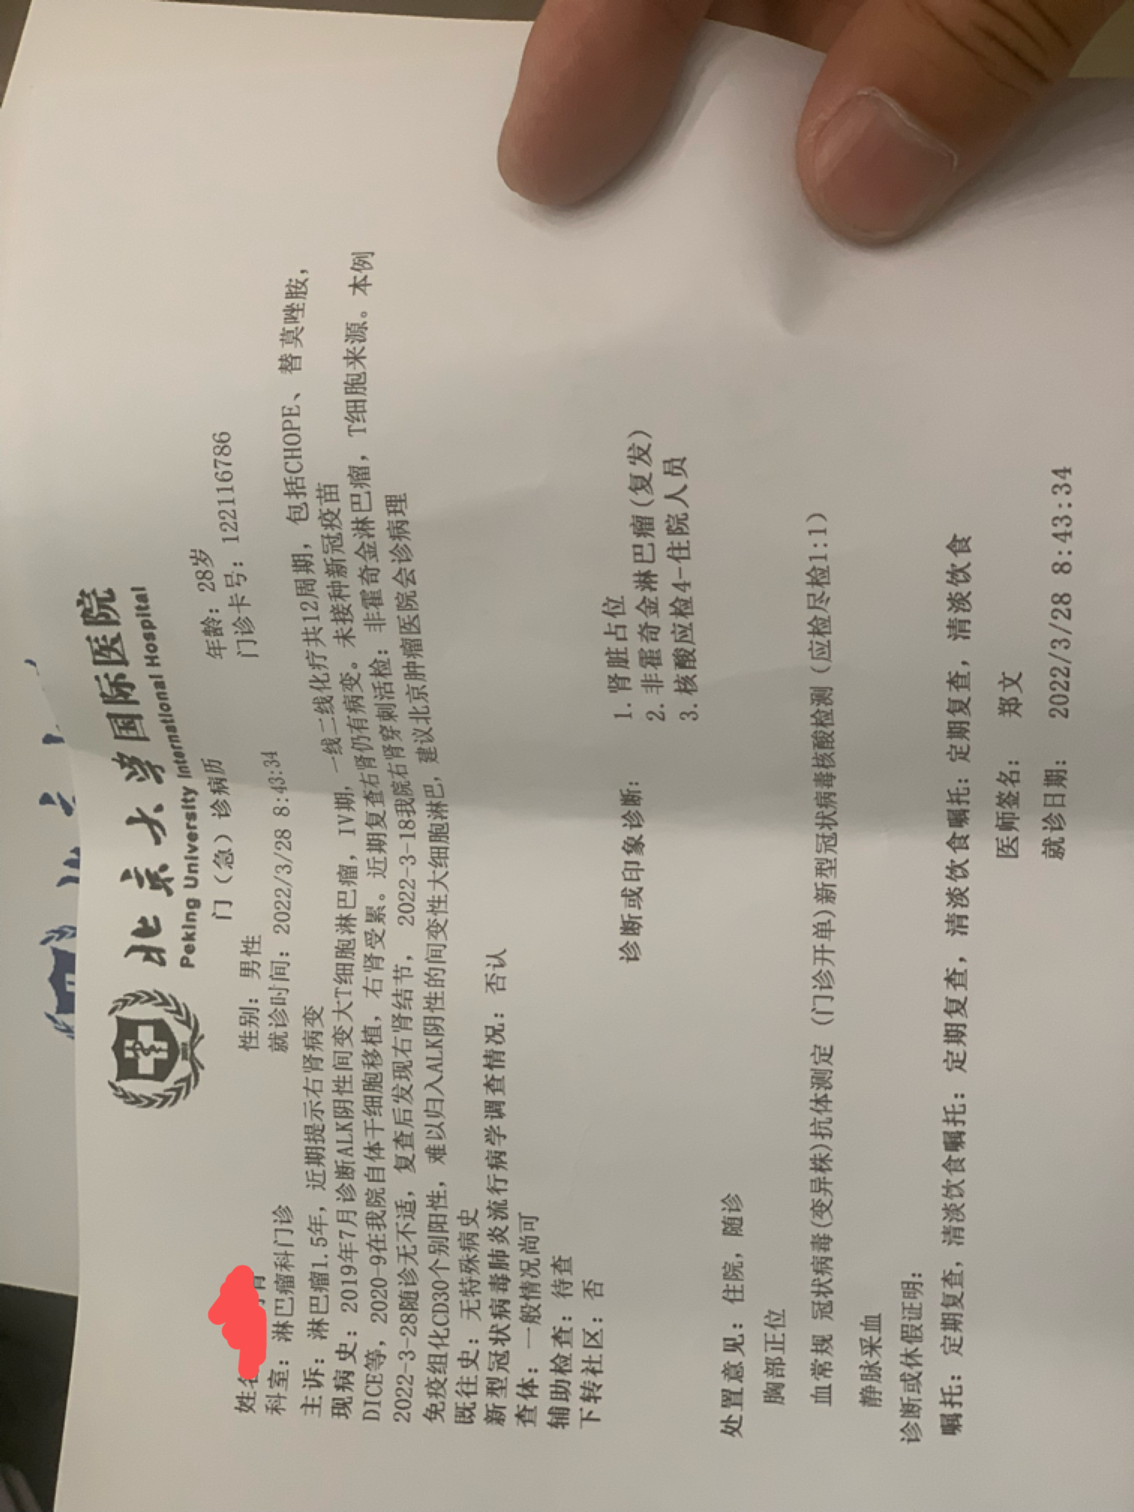 北京大学国际医院
Peking University International Hospital
门（急）诊病历
姓名 性别：男性 年龄：28岁
科室：淋巴瘤科门诊 就诊时间：2022/3/28 8:43:34 门诊卡号：122116786
主诉：淋巴瘤1.5年，近期提示右肾病变
现病史：2019年7月诊断ALK阴性间变大T细胞淋巴瘤，IV期，一线二线化疗共12周期，包括CHOPE、替莫唑胺，
DICE等，2020-9在我院自体干细胞移植，右肾受累。近期复查右肾仍有病变。未接种新冠疫苗
2022-3-28随诊无不适，复查后发现右肾结节，2022-3-18我院右肾穿刺活检：非霍奇金淋巴瘤，T细胞来源。本例
免疫组化CD30个别阳性，难以归入ALK阴性的间变性大细胞淋巴，建议北京肿瘤医院会诊病理
既往史：无特殊病史
新型冠状病毒肺炎流行病学调查情况：否认
查体：一般情况尚可
辅助检查：待查
下转社区：否
诊断或印象诊断：
1. 肾脏占位
2. 非霍奇金淋巴瘤(复发)
3. 核酸应检4-住院人员
处置意见：住院，随诊
胸部正位
血常规 冠状病毒(变异株)抗体测定 (门诊开单)新型冠状病毒核酸检测（应检尽检1:1）
静脉采血
诊断或休假证明：
嘱托：定期复查，清淡饮食嘱托：定期复查，清淡饮食嘱托：定期复查，清淡饮食
医师签名： 郑文
就诊日期： 2022/3/28 8:43:34